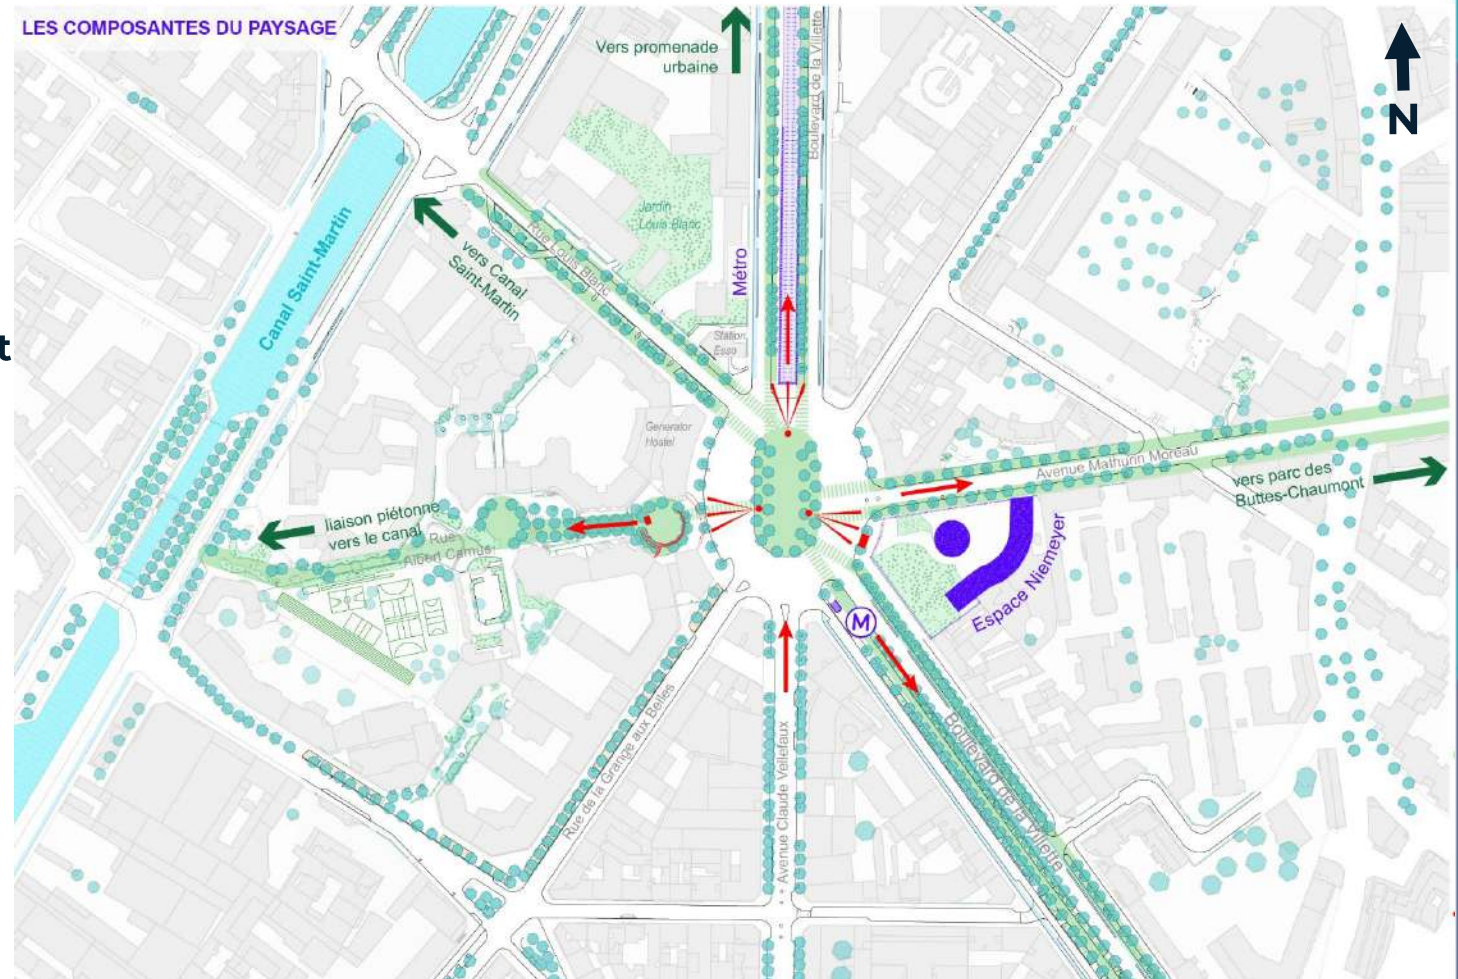 LES COMPOSANTES DU PAYSAGE
Vers promenade
urbaine
Boulevard de la Villette
N
Jardin
Louis Blanc
Rue Louis Blanc
vers Canal
Saint-Martin
Canal Saint-Martin
Métro
t
Station
Esso
Generator
Hostel
Avenue Mathurin Moreau
vers parc des
Buttes-Chaumont
liaison piétonne
vers le canal
Rue
Albert Camus
Espace Niemeyer
M
Rue de la Grange aux Belles
Avenue Claude Vellefaux
Boulevard de la Villette